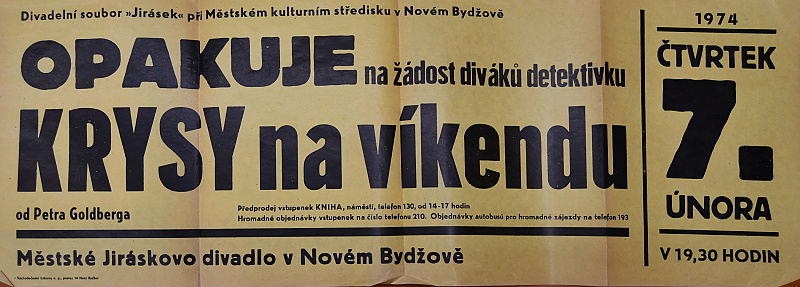 Divadelní soubor »Jirásek« při Městském kulturním středisku v Novém Bydžově
OPAKUJE na žádost diváků detektivku
KRYSY na víkendu
od Petra Goldberga
Předprodej vstupenek KNIHA, náměstí, telefon 130, od 14-17 hodin
Hromadné objednávky vstupenek na číslo telefonu 210. Objednávky autobusů pro hromadné zájezdy na telefon 193
Městské Jiráskovo divadlo v Novém Bydžově
1974
ČTVRTEK
7.
ÚNORA
V 19,30 HODIN